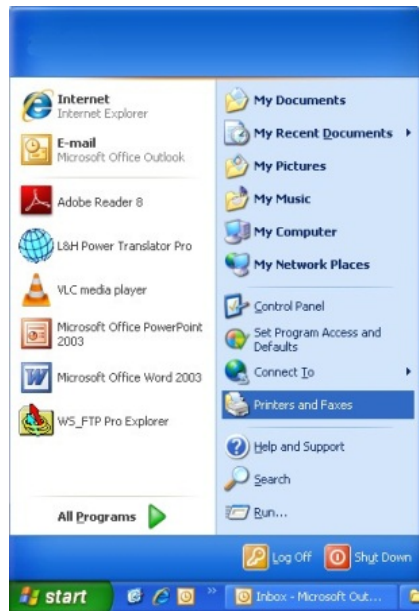 Internet
Internet Explorer
E-mail
Microsoft Office Outlook
Adobe Reader 8
L&H Power Translator Pro
VLC media player
Microsoft Office PowerPoint
2003
Microsoft Office Word 2003
WS_FTP Pro Explorer
All Programs
My Documents
My Recent Documents
My Pictures
My Music
My Computer
My Network Places
Control Panel
Set Program Access and
Defaults
Connect To
Printers and Faxes
Help and Support
Search
Run...
Log Off
Shut Down
start
Inbox - Microsoft Out...